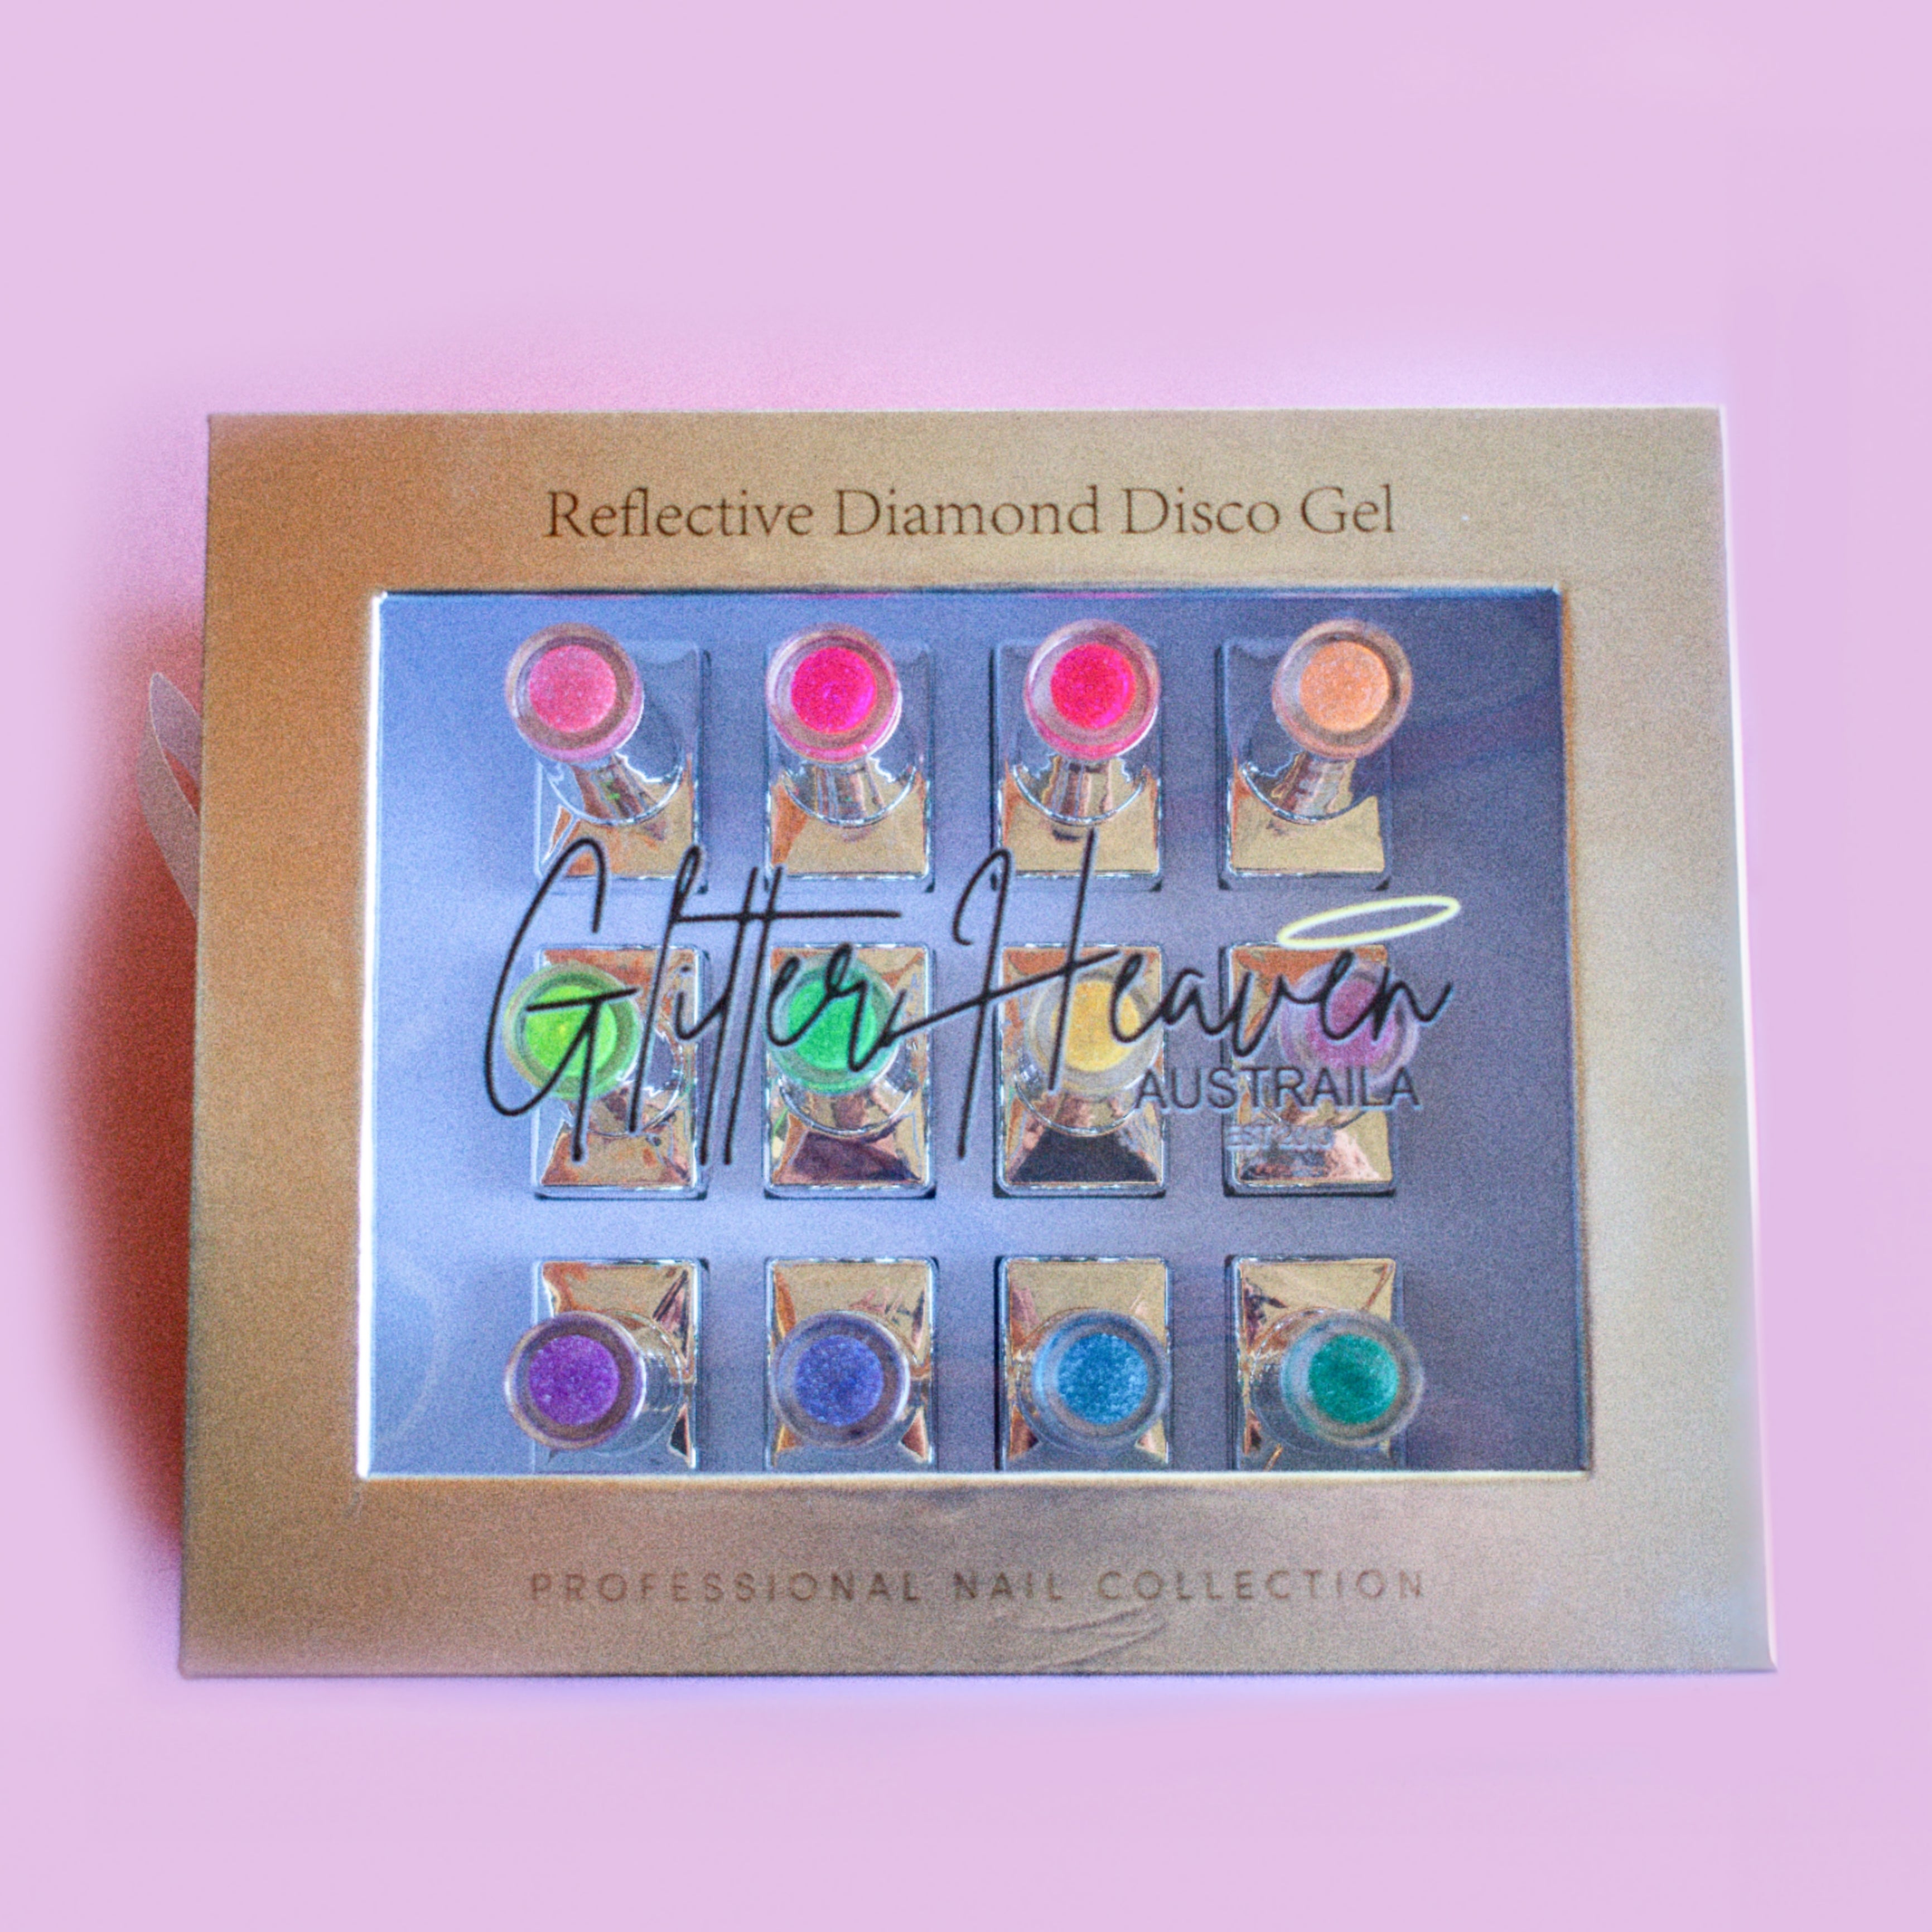 Reflective Diamond Disco Gel
Glitter Heaven
AUSTRAILA
PROFESSIONAL NAIL COLLECTION